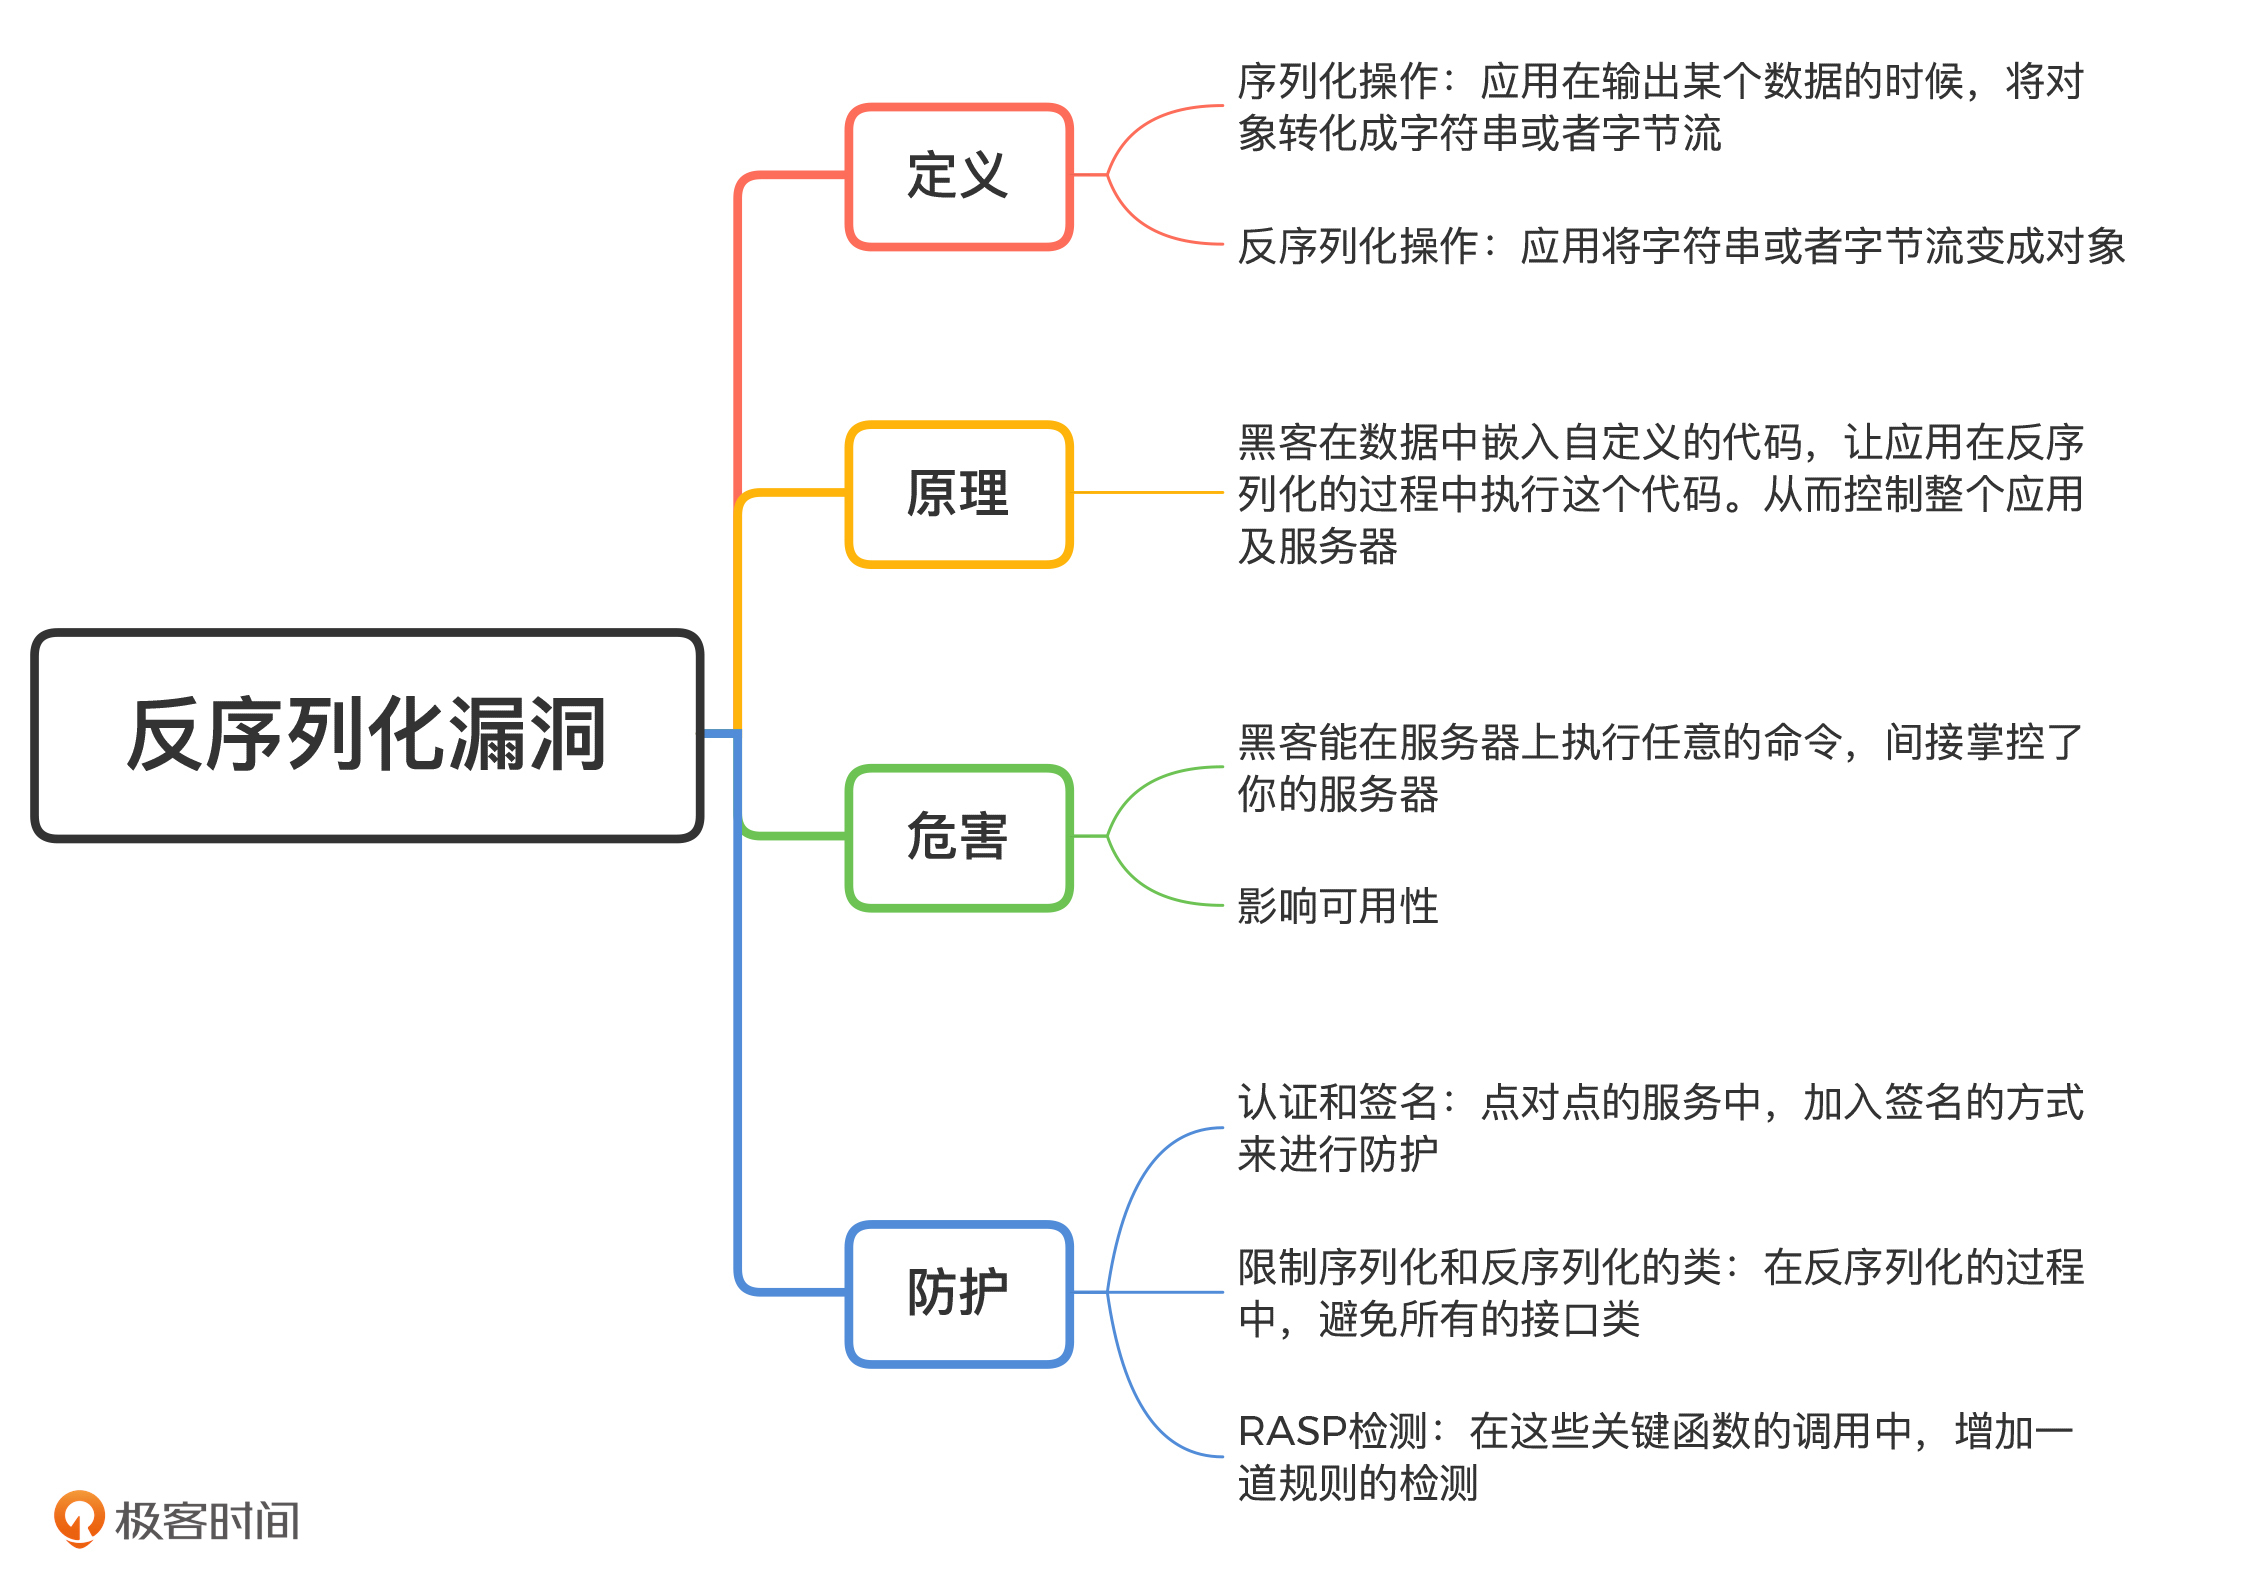 序列化操作：应用在输出某个数据的时候，将对
象转化成字符串或者字节流
定义
反序列化操作：应用将字符串或者字节流变成对象
黑客在数据中嵌入自定义的代码，让应用在反序
原理
列化的过程中执行这个代码。从而控制整个应用
及服务器
反序列化漏洞
黑客能在服务器上执行任意的命令，间接掌控了
你的服务器
危害
影响可用性
认证和签名：点对点的服务中，加入签名的方式
来进行防护
防护
限制序列化和反序列化的类：在反序列化的过程
中，避免所有的接口类
RASP检测：在这些关键函数的调用中，增加一
道规则的检测
极客时间